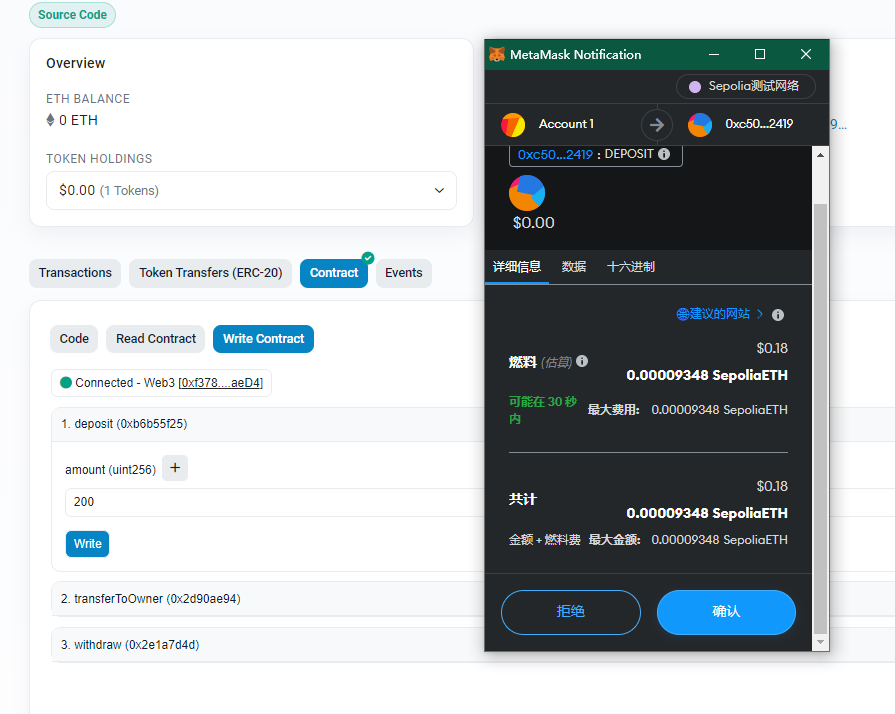 Source Code
Overview
ETH BALANCE
0 ETH
TOKEN HOLDINGS
$0.00 (1 Tokens)
Transactions
Token Transfers (ERC-20)
Contract
Events
Code
Read Contract
Write Contract
Connected - Web3 [0xf378....aeD4]
1. deposit (0xb6b55f25)
amount (uint256) +
200
Write
2. transferToOwner (0x2d90ae94)
3. withdraw (0x2e1a7d4d)
MetaMask Notification
Sepolia测试网络
Account 1
0xc50...2419
9...
0xc50...2419 : DEPOSIT
$0.00
详细信息
数据
十六进制
建议的网站
$0.18
燃料 (估算)
0.00009348 SepoliaETH
可能在 30 秒
内
最大费用: 0.00009348 SepoliaETH
$0.18
共计
0.00009348 SepoliaETH
金额 + 燃料费 最大金额: 0.00009348 SepoliaETH
拒绝
确认